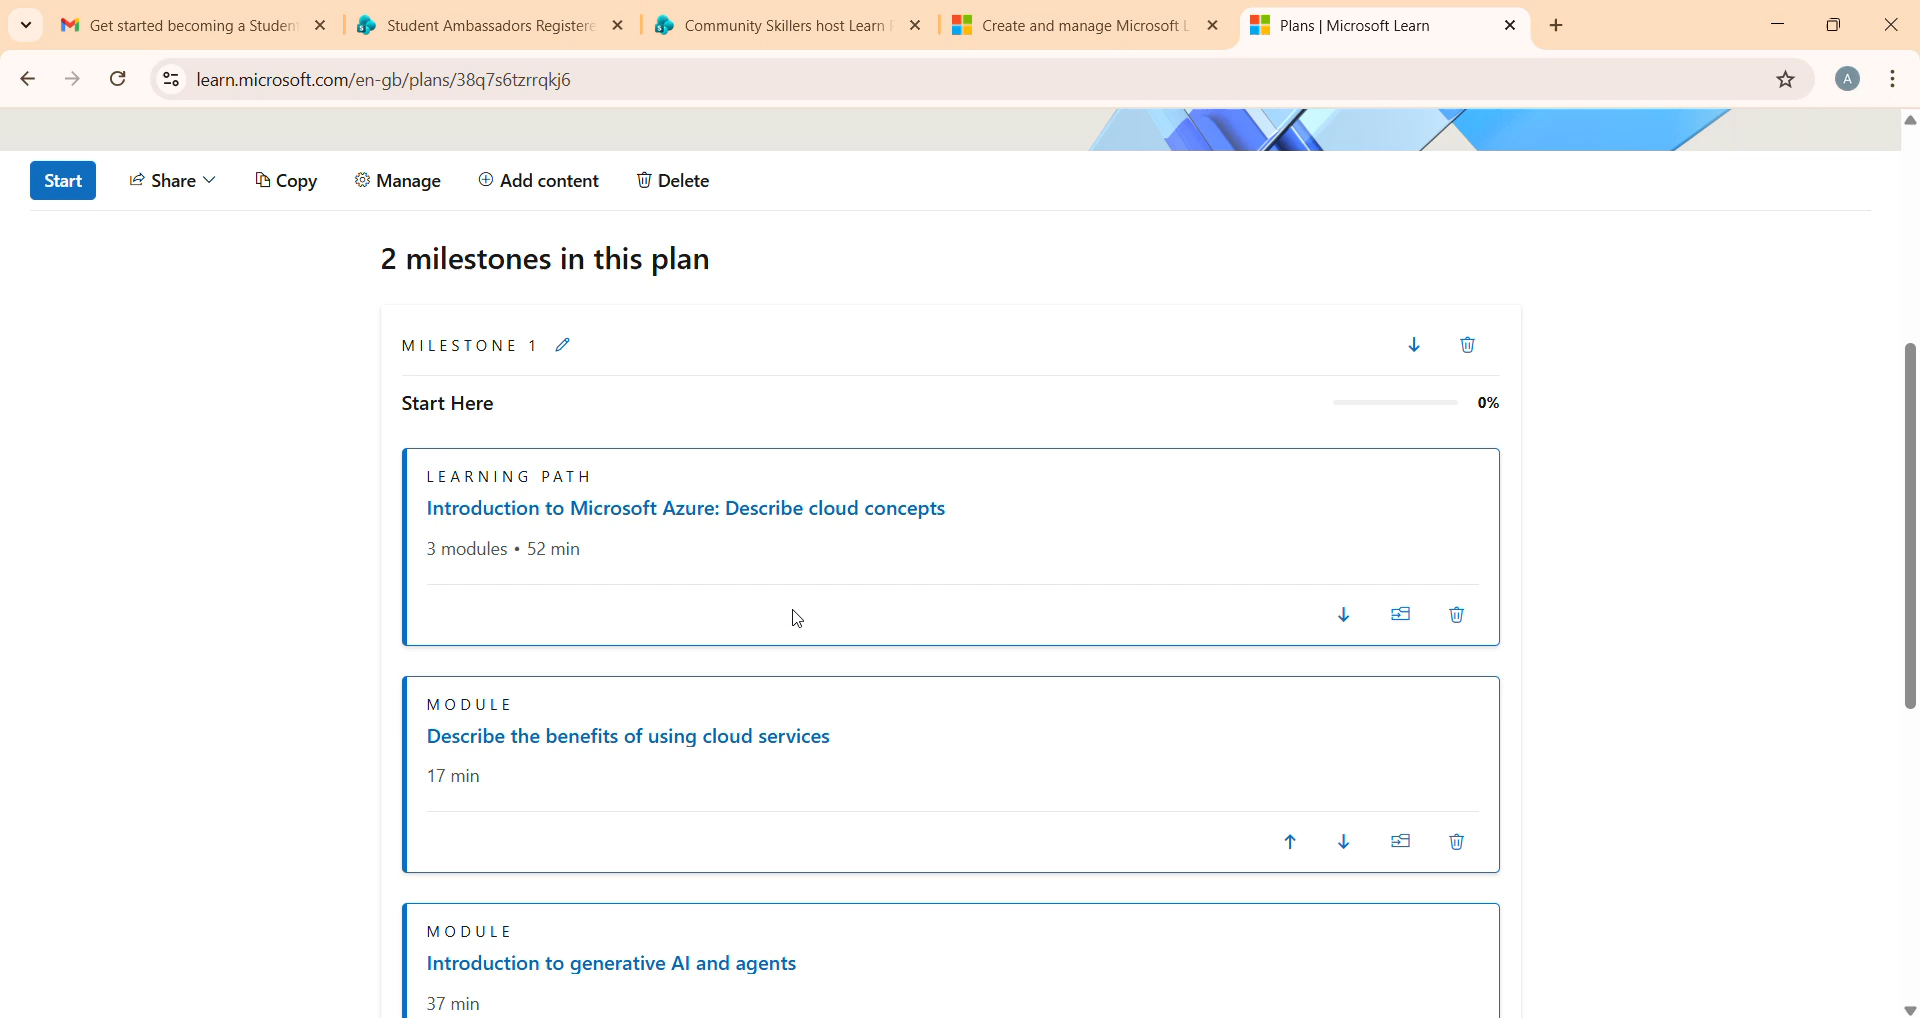 Get started becoming a Studen
Student Ambassadors Registere
Community Skillers host Learn
Create and manage Microsoft L
Plans | Microsoft Learn
learn.microsoft.com/en-gb/plans/38q7s6tzrrqkj6
A
Start
Share
Copy
Manage
Add content
Delete
2 milestones in this plan
MILESTONE 1
Start Here
0%
LEARNING PATH
Introduction to Microsoft Azure: Describe cloud concepts
3 modules • 52 min
MODULE
Describe the benefits of using cloud services
17 min
MODULE
Introduction to generative AI and agents
37 min